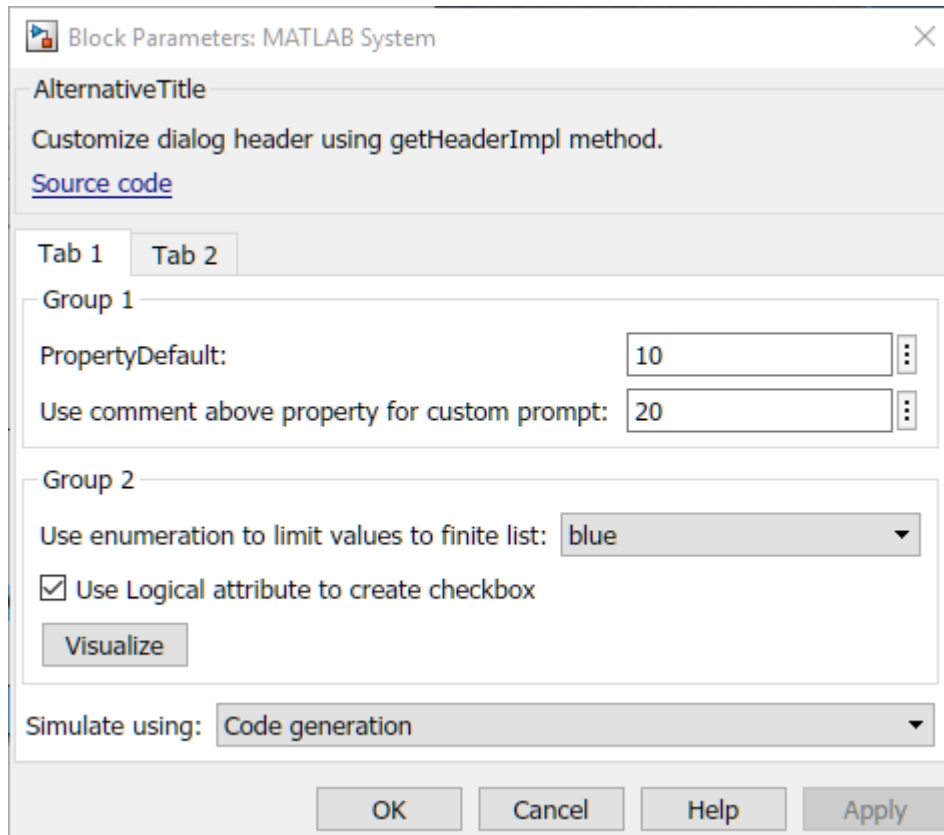 Block Parameters: MATLAB System
AlternativeTitle
Customize dialog header using getHeaderImpl method.
Source code
Tab 1 Tab 2
Group 1
PropertyDefault: 10
Use comment above property for custom prompt: 20
Group 2
Use enumeration to limit values to finite list: blue
Use Logical attribute to create checkbox
Visualize
Simulate using: Code generation
OK Cancel Help Apply